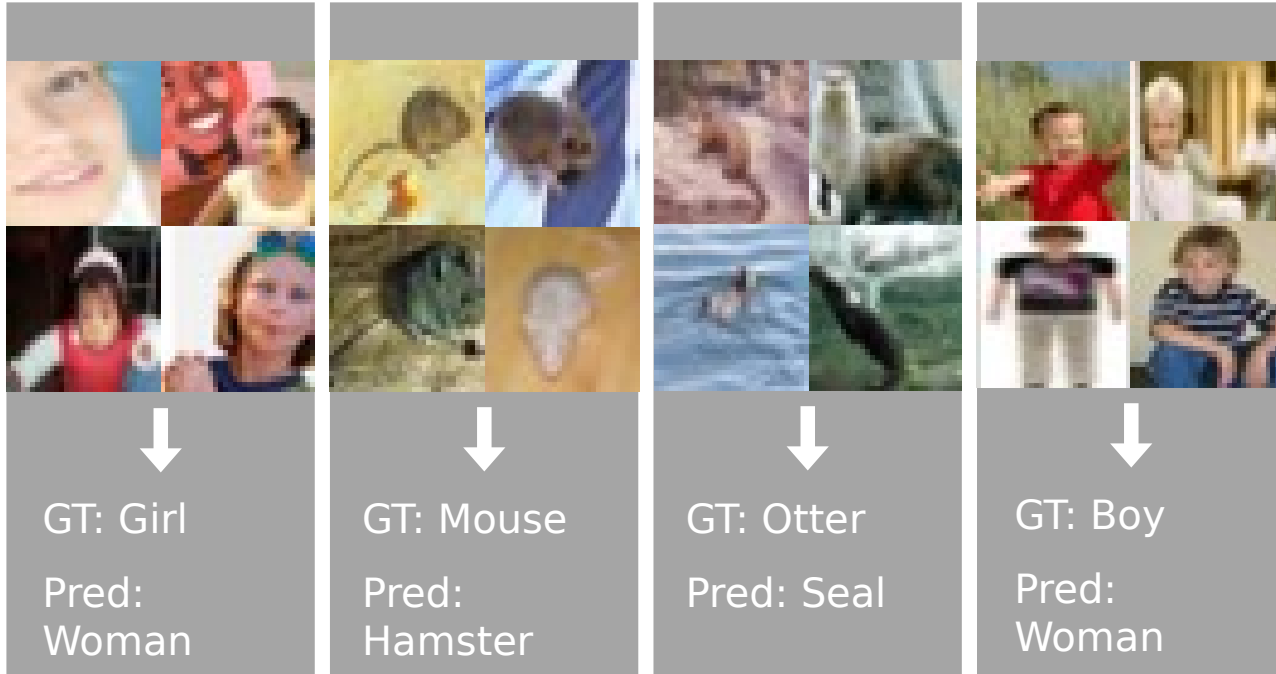 GT: Girl
Pred:
Woman
GT: Mouse
Pred:
Hamster
GT: Otter
Pred: Seal
GT: Boy
Pred:
Woman